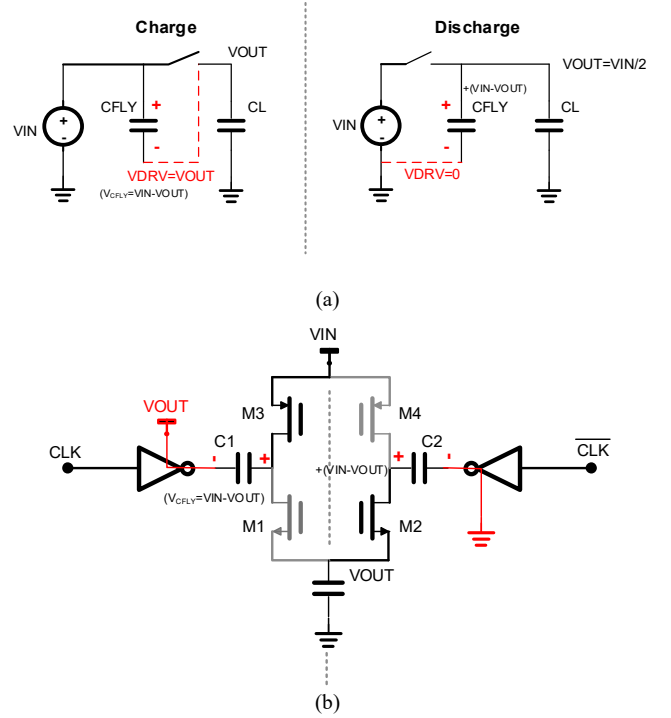 Charge
Discharge
VOUT
VOUT=VIN/2
+(VIN-VOUT)
CFLY
+
-
CL
VIN
+
-
VDRV=VOUT
(VCFLY=VIN-VOUT)
CFLY
+
-
CL
VIN
+
-
VDRV=0
(a)
VIN
VOUT
M3
M4
CLK
C1
-
+
+(VIN-VOUT)
+
C2
-
CLK
(VCFLY=VIN-VOUT)
M1
M2
VOUT
(b)